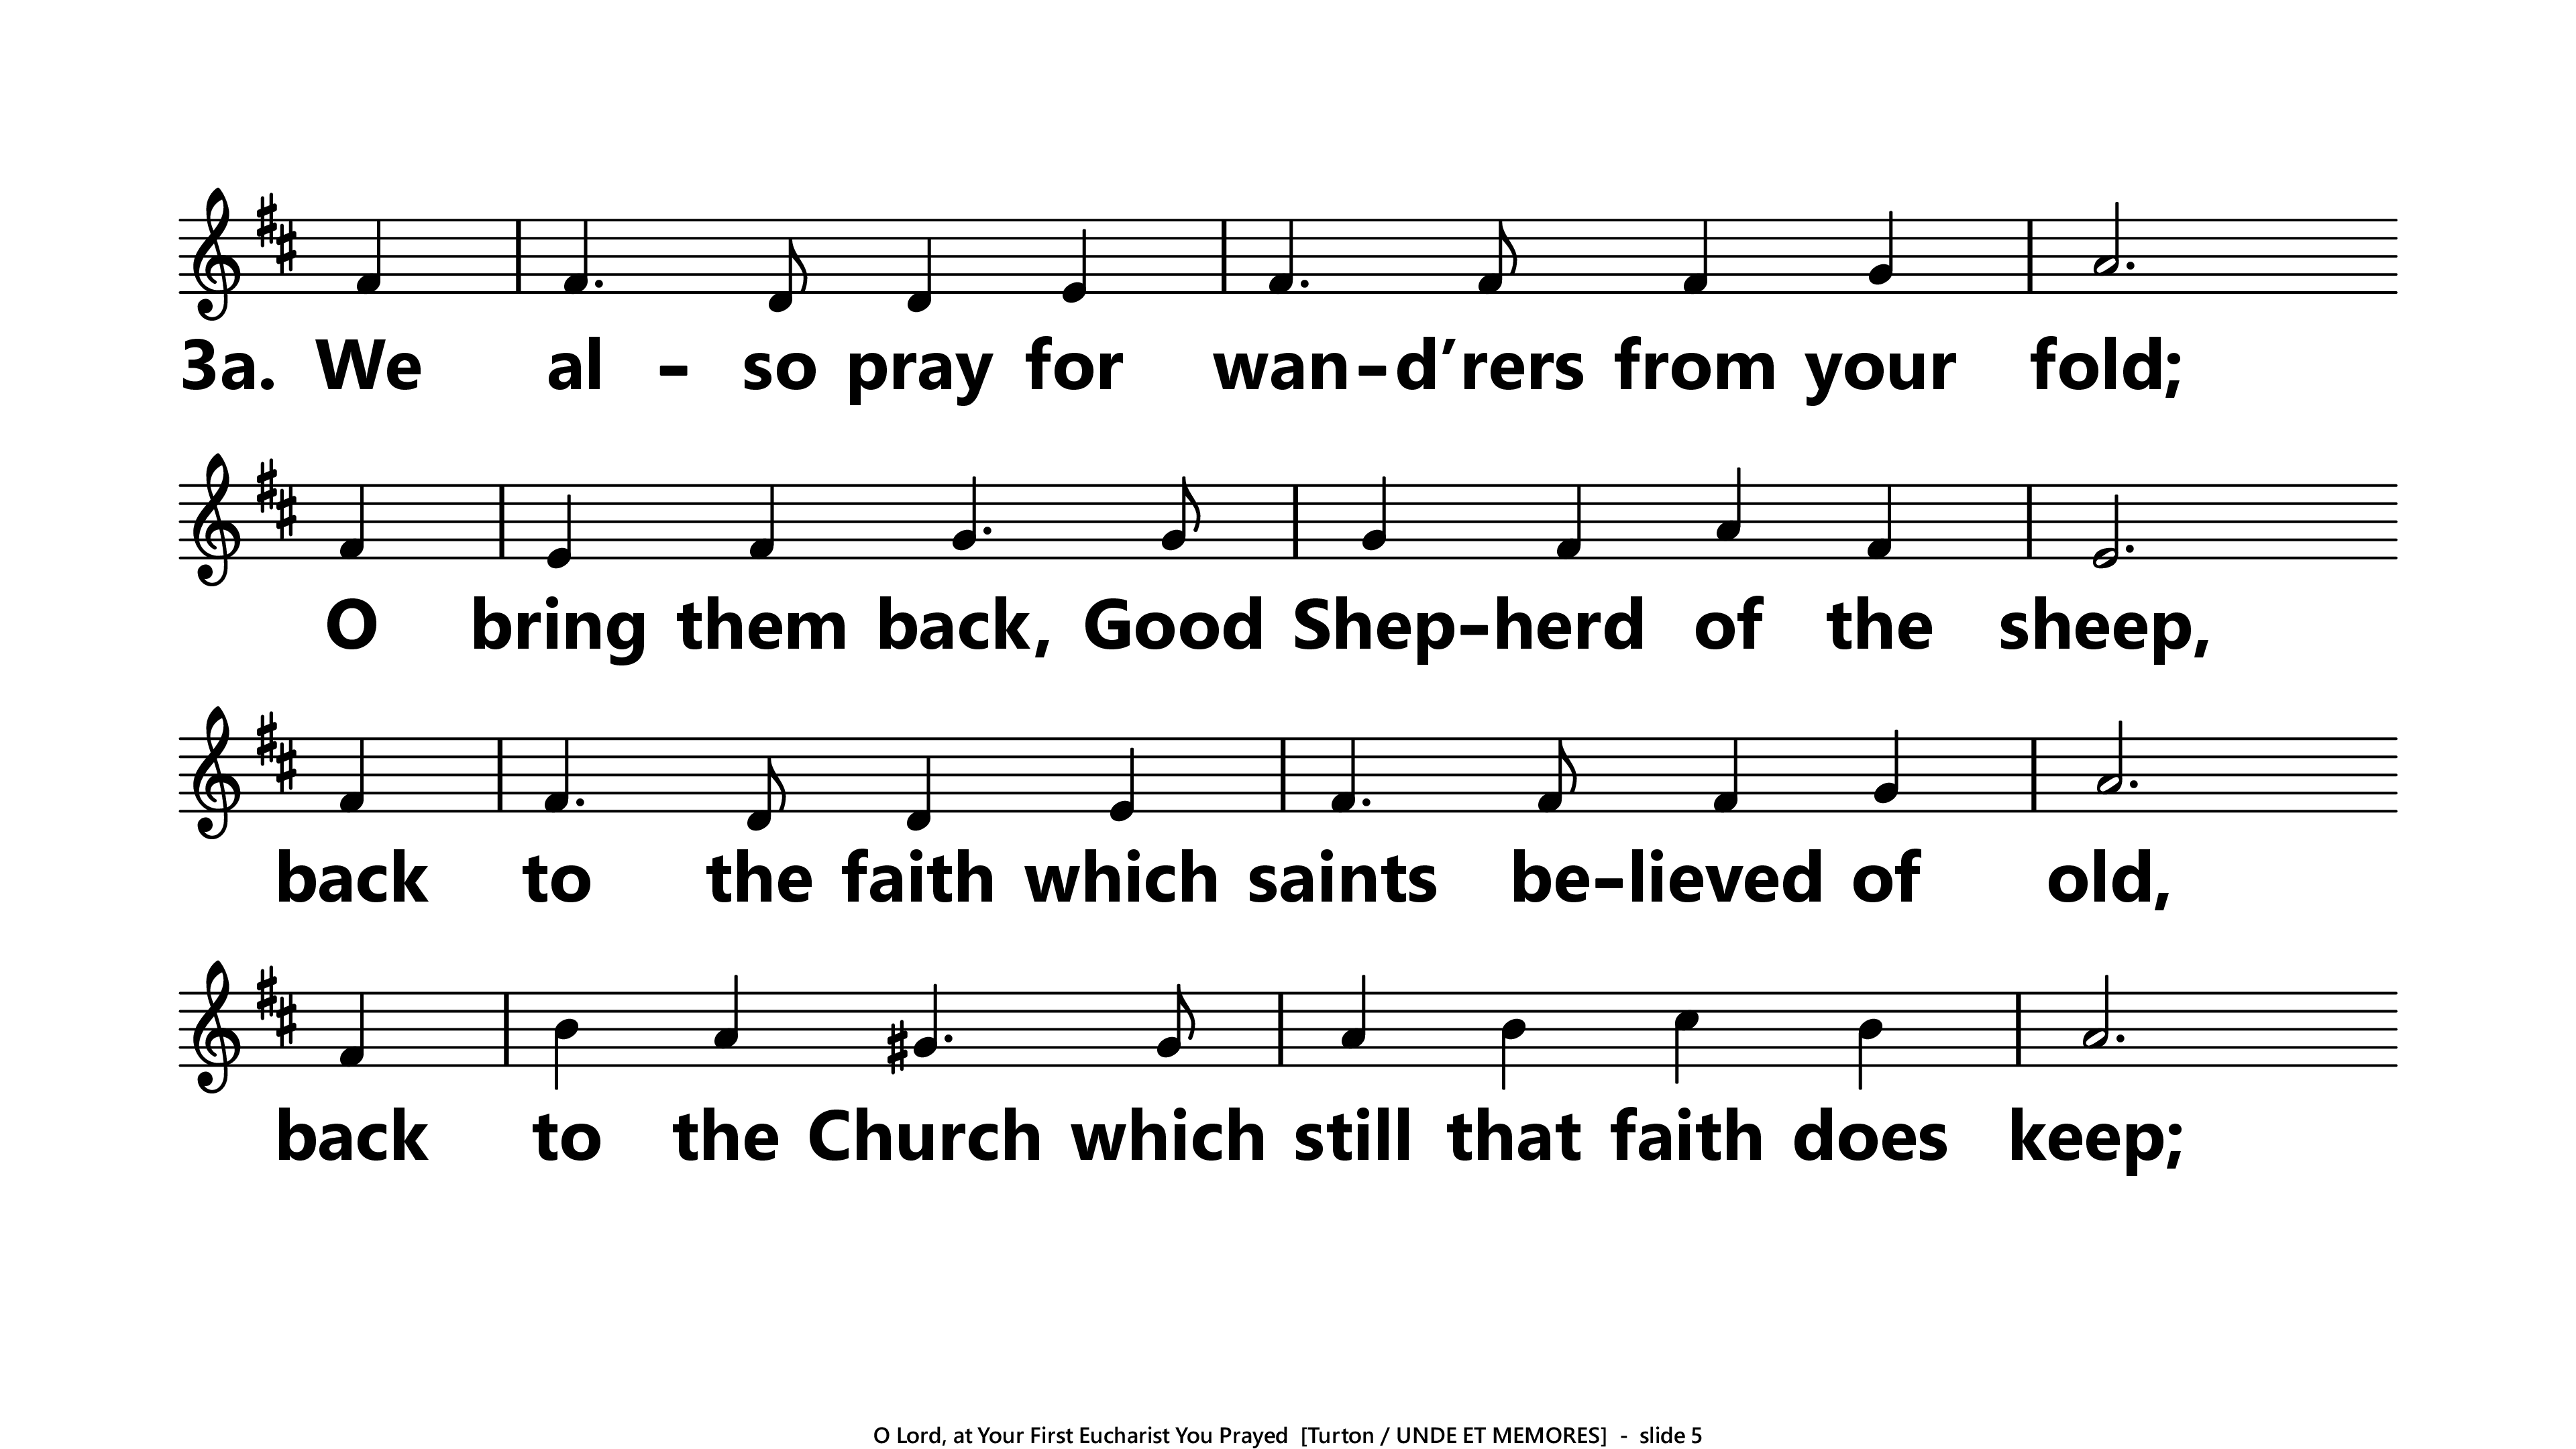 3a. We al - so pray for wan-d’rers from your fold;
O bring them back, Good Shep-herd of the sheep,
back to the faith which saints be-lieved of old,
back to the Church which still that faith does keep;
O Lord, at Your First Eucharist You Prayed [Turton / UNDE ET MEMORES] - slide 5